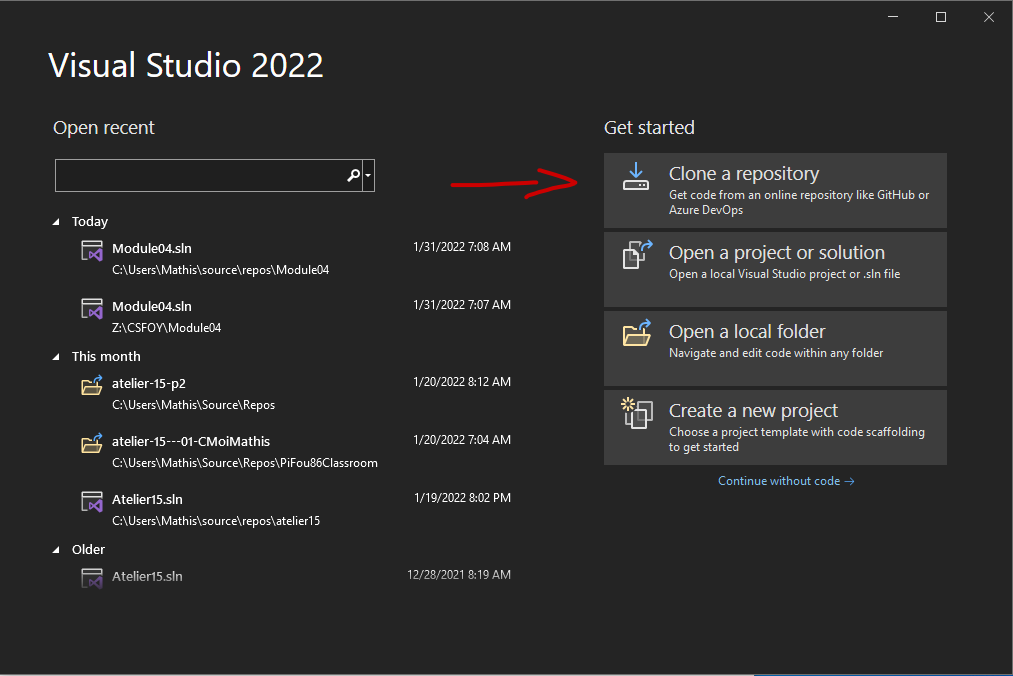 Visual Studio 2022
Open recent
Today
Module04.sln 1/31/2022 7:08 AM
C:\Users\Mathis\source\repos\Module04
Module04.sln 1/31/2022 7:07 AM
Z:\CSFOY\Module04
This month
atelier-15-p2 1/20/2022 8:12 AM
C:\Users\Mathis\Source\Repos
atelier-15---01-CMoiMathis 1/20/2022 7:04 AM
C:\Users\Mathis\Source\Repos\PiFou86Classroom
Atelier15.sln 1/19/2022 8:02 PM
C:\Users\Mathis\source\repos\atelier15
Older
Atelier15.sln 12/28/2021 8:19 AM
Get started
Clone a repository
Get code from an online repository like GitHub or
Azure DevOps
Open a project or solution
Open a local Visual Studio project or .sln file
Open a local folder
Navigate and edit code within any folder
Create a new project
Choose a project template with code scaffolding
to get started
Continue without code →